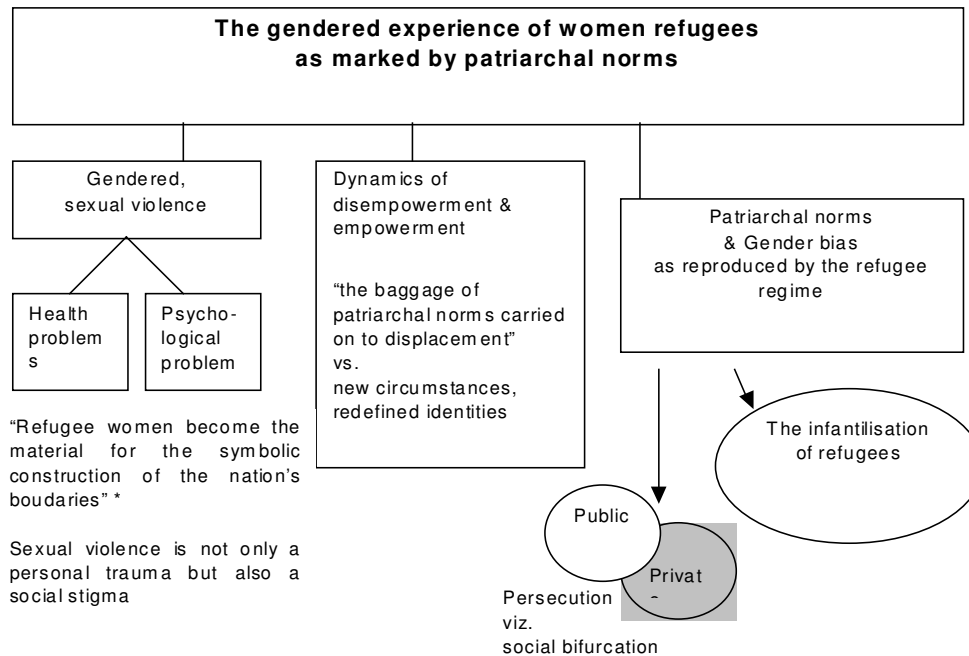 The gendered experience of women refugees
as marked by patriarchal norms
Gendered,
sexual violence
Health
problem
s
Psycho-
logical
problem
“Refugee women become the
material for the symbolic
construction of the nation’s
boudaries” *
Sexual violence is not only a
personal trauma but also a
social stigma
Dynamics of
disempowerment &
empowerment
“the baggage of
patriarchal norms carried
on to displacement”
vs.
new circumstances,
redefined identities
Patriarchal norms
& Gender bias
as reproduced by the refugee
regime
The infantilisation
of refugees
Public
Privat
Persecution
viz.
social bifurcation